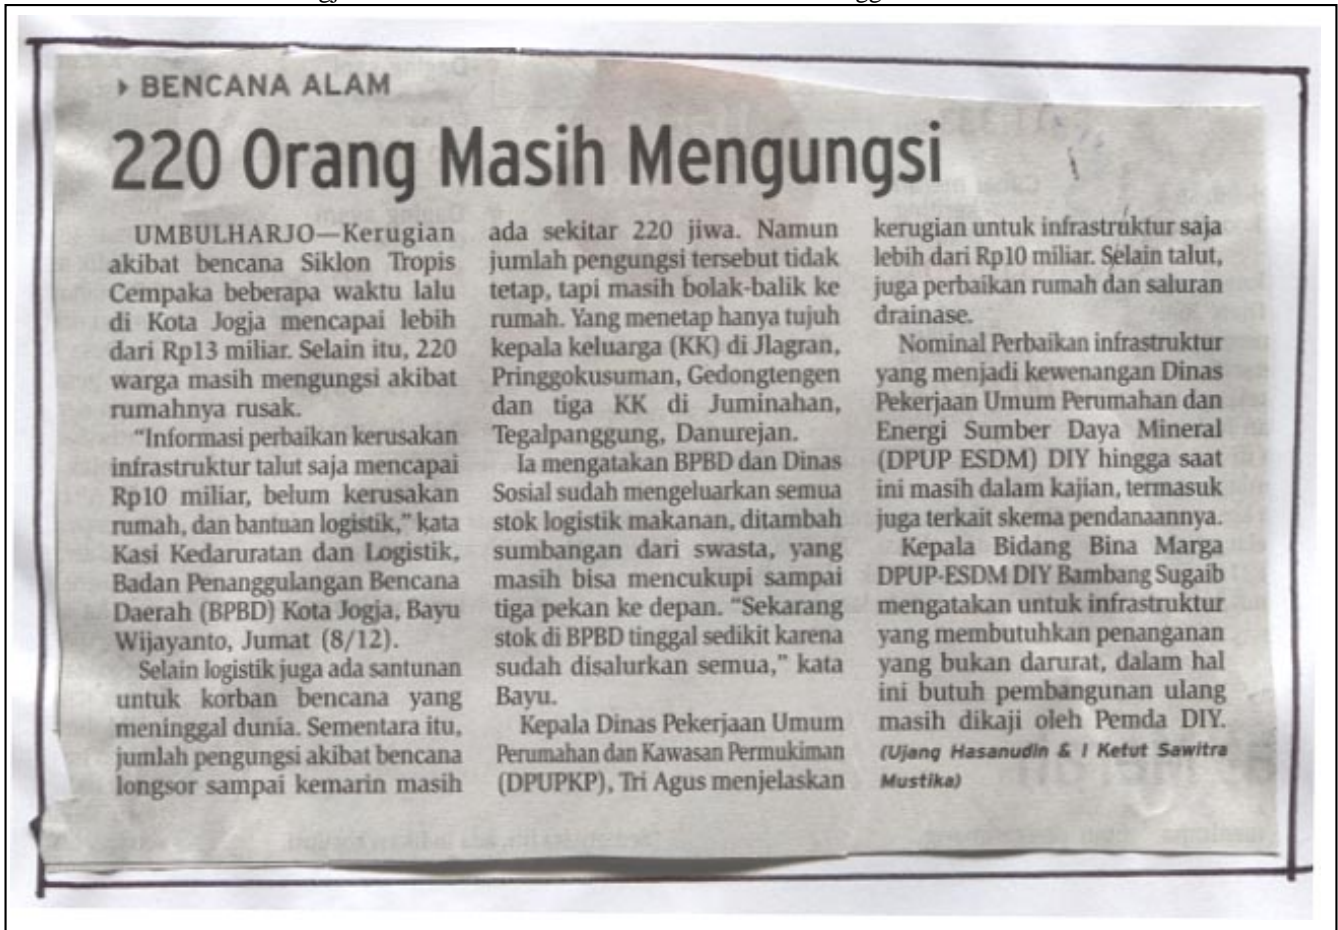 BENCANA ALAM
220 Orang Masih Mengungsi
UMBULHARJO—Kerugian
akibat bencana Siklon Tropis
Cempaka beberapa waktu lalu
di Kota Jogja mencapai lebih
dari Rp13 miliar. Selain itu, 220
warga masih mengungsi akibat
rumahnya rusak.
“Informasi perbaikan kerusakan
infrastruktur talut saja mencapai
Rp10 miliar, belum kerusakan
rumah, dan bantuan logistik,” kata
Kasi Kedaruratan dan Logistik,
Badan Penanggulangan Bencana
Daerah (BPBD) Kota Jogja, Bayu
Wijayanto, Jumat (8/12).
Selain logistik juga ada santunan
untuk korban bencana yang
meninggal dunia. Sementara itu,
jumlah pengungsi akibat bencana
longsor sampai kemarin masih
ada sekitar 220 jiwa. Namun
jumlah pengungsi tersebut tidak
tetap, tapi masih bolak-balik ke
rumah. Yang menetap hanya tujuh
kepala keluarga (KK) di Jlagran,
Pringgokusuman, Gedongtengen
dan tiga KK di Juminahan,
Tegalpanggung, Danurejan.
Ia mengatakan BPBD dan Dinas
Sosial sudah mengeluarkan semua
stok logistik makanan, ditambah
sumbangan dari swasta, yang
masih bisa mencukupi sampai
tiga pekan ke depan. “Sekarang
stok di BPBD tinggal sedikit karena
sudah disalurkan semua,” kata
Bayu.
Kepala Dinas Pekerjaan Umum
Perumahan dan Kawasan Permukiman
(DPUPKP), Tri Agus menjelaskan
kerugian untuk infrastruktur saja
lebih dari Rp10 miliar. Selain talut,
juga perbaikan rumah dan saluran
drainase.
Nominal Perbaikan infrastruktur
yang menjadi kewenangan Dinas
Pekerjaan Umum Perumahan dan
Energi Sumber Daya Mineral
(DPUP ESDM) DIY hingga saat
ini masih dalam kajian, termasuk
juga terkait skema pendanaannya.
Kepala Bidang Bina Marga
DPUP-ESDM DIY Bambang Sugaib
mengatakan untuk infrastruktur
yang membutuhkan penanganan
yang bukan darurat, dalam hal
ini butuh pembangunan ulang
masih dikaji oleh Pemda DIY.
(Ujang Hasanudin & I Ketut Sawitra
Mustika)